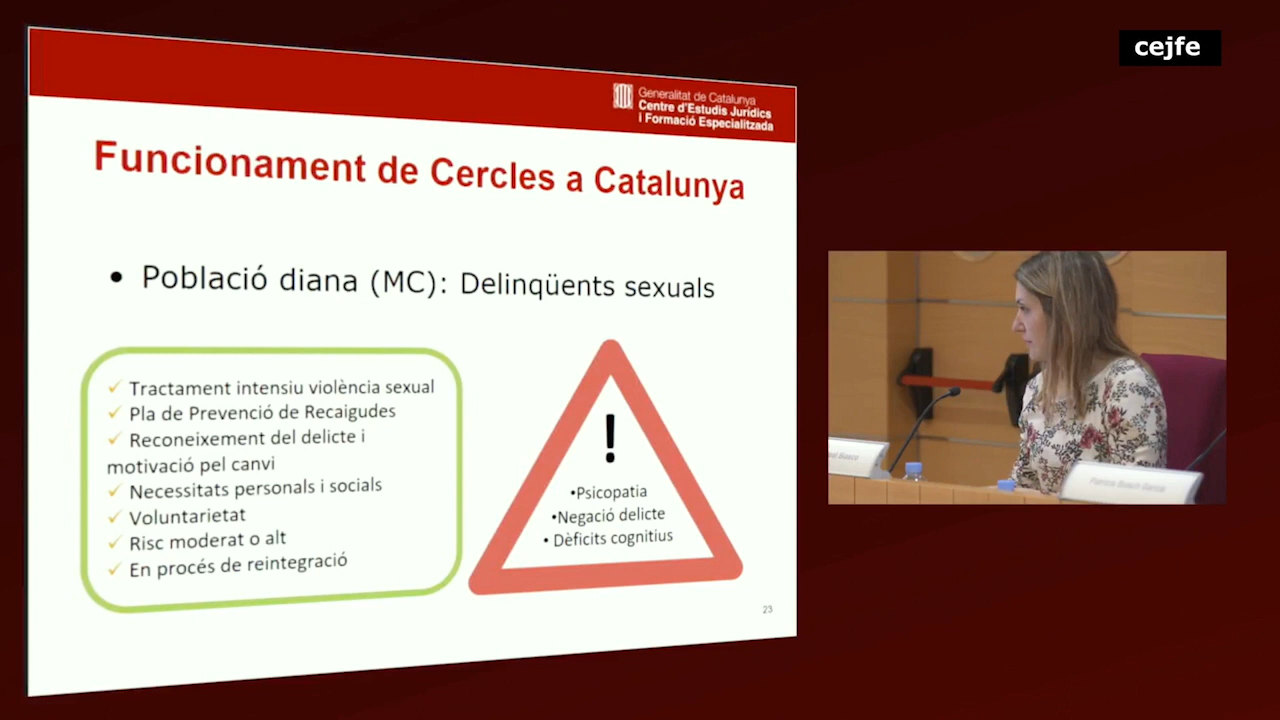 cejfe
Generalitat de Catalunya
Centre d'Estudis Jurídics
i Formació Especialitzada
Funcionament de Cercles a Catalunya
• Població diana (MC): Delinqüents sexuals
✓ Tractament intensiu violència sexual
✓ Pla de Prevenció de Recaigudes
✓ Reconeixement del delicte i
motivació pel canvi
✓ Necessitats personals i socials
✓ Voluntarietat
✓ Risc moderat o alt
✓ En procés de reintegració
!
•Psicopatia
•Negació delicte
• Dèficits cognitius
23